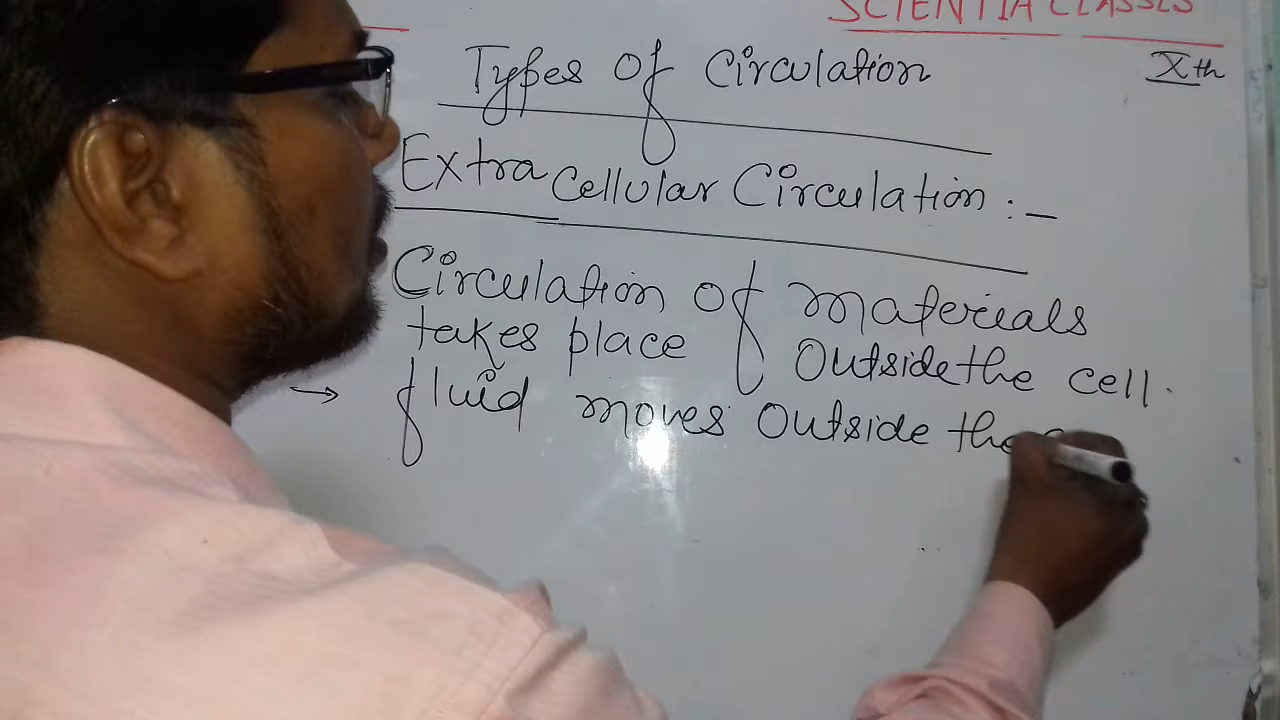 SCIENTIA CLASSES
Types Of Circulation
Xth
Extra Cellular Circulation :-
Circulation Of materials
takes place Outside the cell.
→ fluid moves Outside the